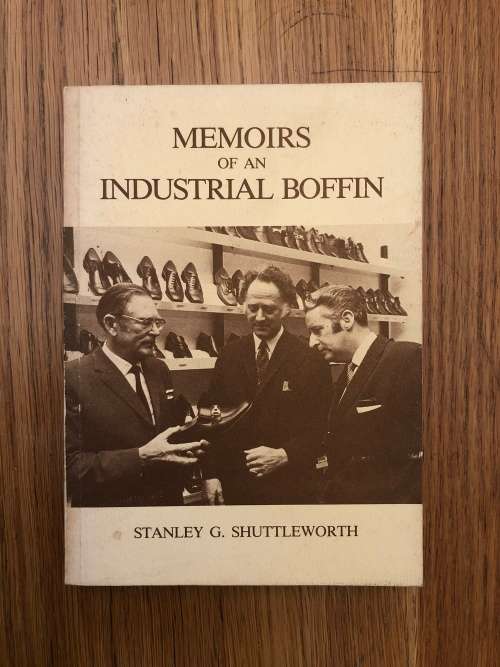 MEMOIRS
OF AN
INDUSTRIAL BOFFIN
STANLEY G. SHUTTLEWORTH